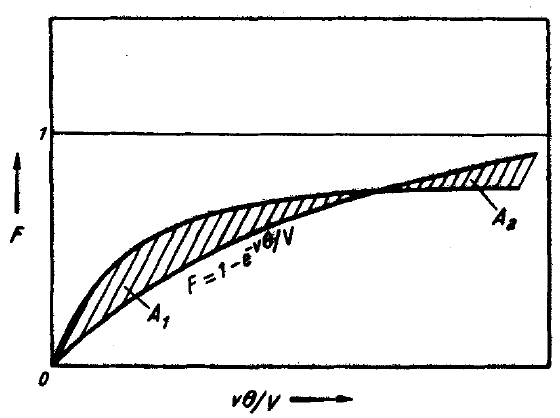 1
F
A₂
F = 1 - e^-vθ/V
A₁
0
vθ/V